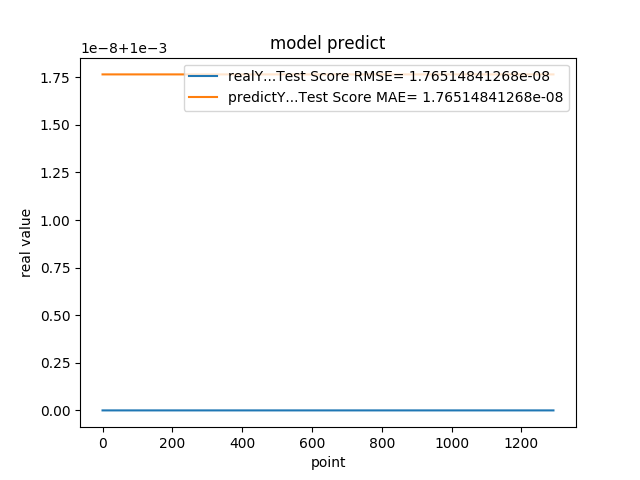 model predict
1e−8+1e−3
realY...Test Score RMSE= 1.76514841268e-08
predictY...Test Score MAE= 1.76514841268e-08
1.75
1.50
1.25
1.00
0.75
0.50
0.25
0.00
real value
0 200 400 600 800 1000 1200
point